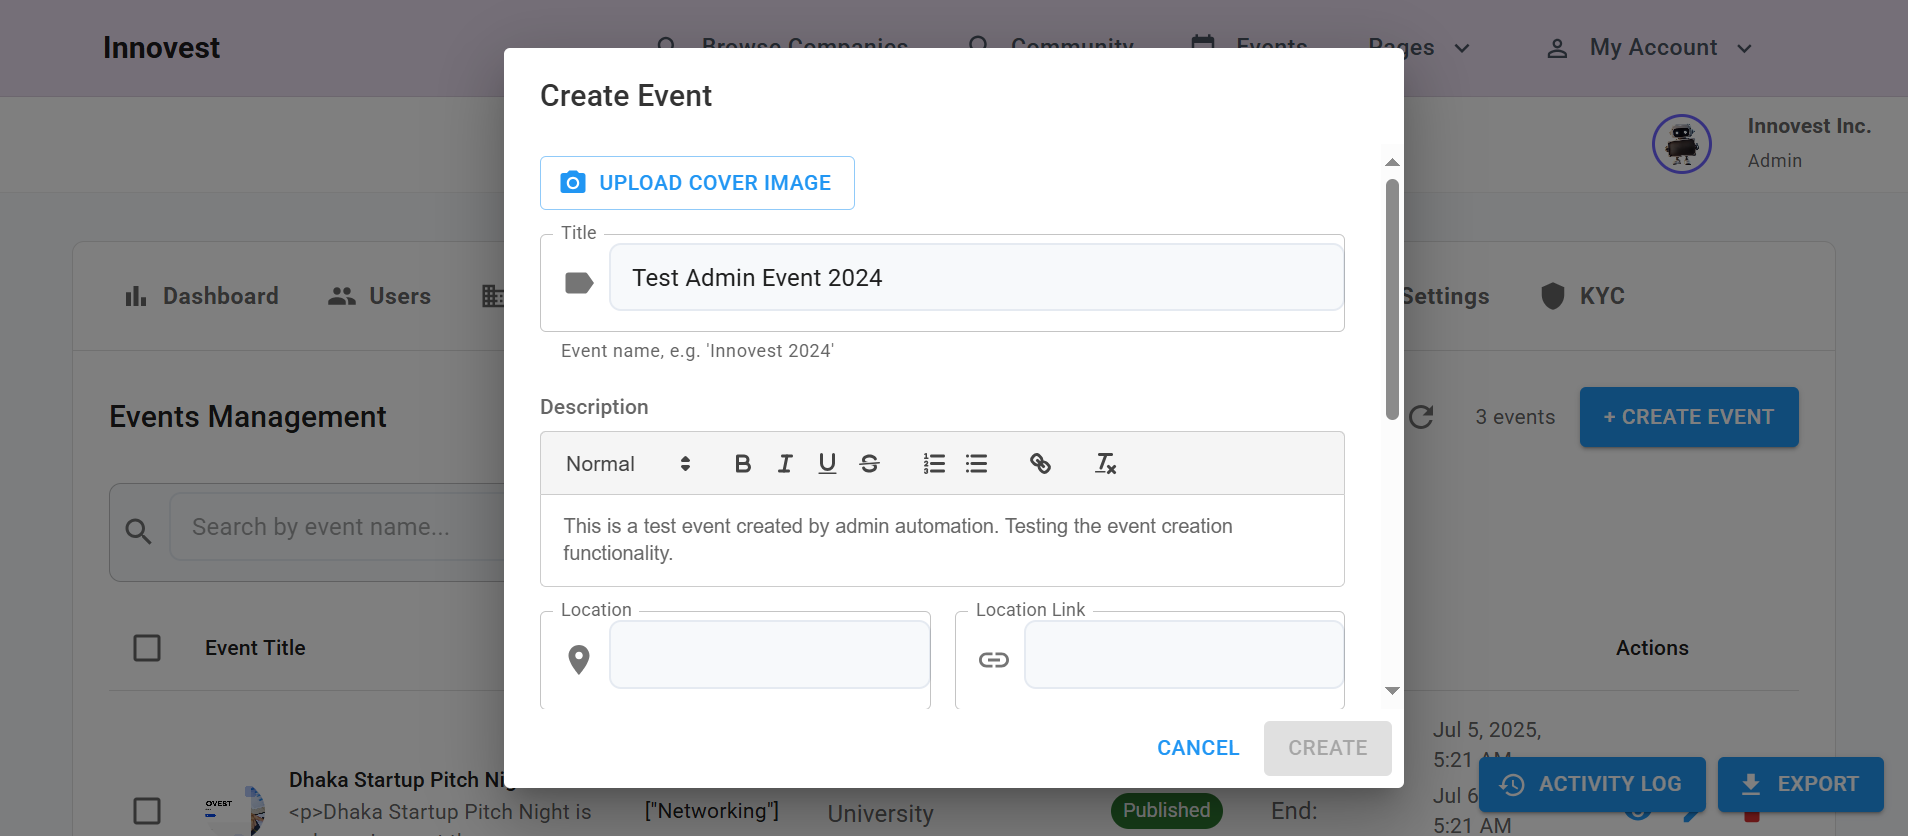 Innovest
Browse Companies
Community
Events
Pages
My Account
Innovest Inc.
Admin
Create Event
UPLOAD COVER IMAGE
Title
Test Admin Event 2024
Event name, e.g. 'Innovest 2024'
Dashboard
Users
Settings
KYC
Events Management
3 events
+ CREATE EVENT
Description
Normal
Search by event name...
This is a test event created by admin automation. Testing the event creation
functionality.
Location
Location Link
Event Title
Actions
CANCEL
CREATE
Jul 5, 2025,
5:21 AM
Dhaka Startup Pitch
OVEST
<p>Dhaka Startup Pitch Night is
["Networking"]
University
Published
End:
Jul 6
5:21 AM
ACTIVITY LOG
EXPORT